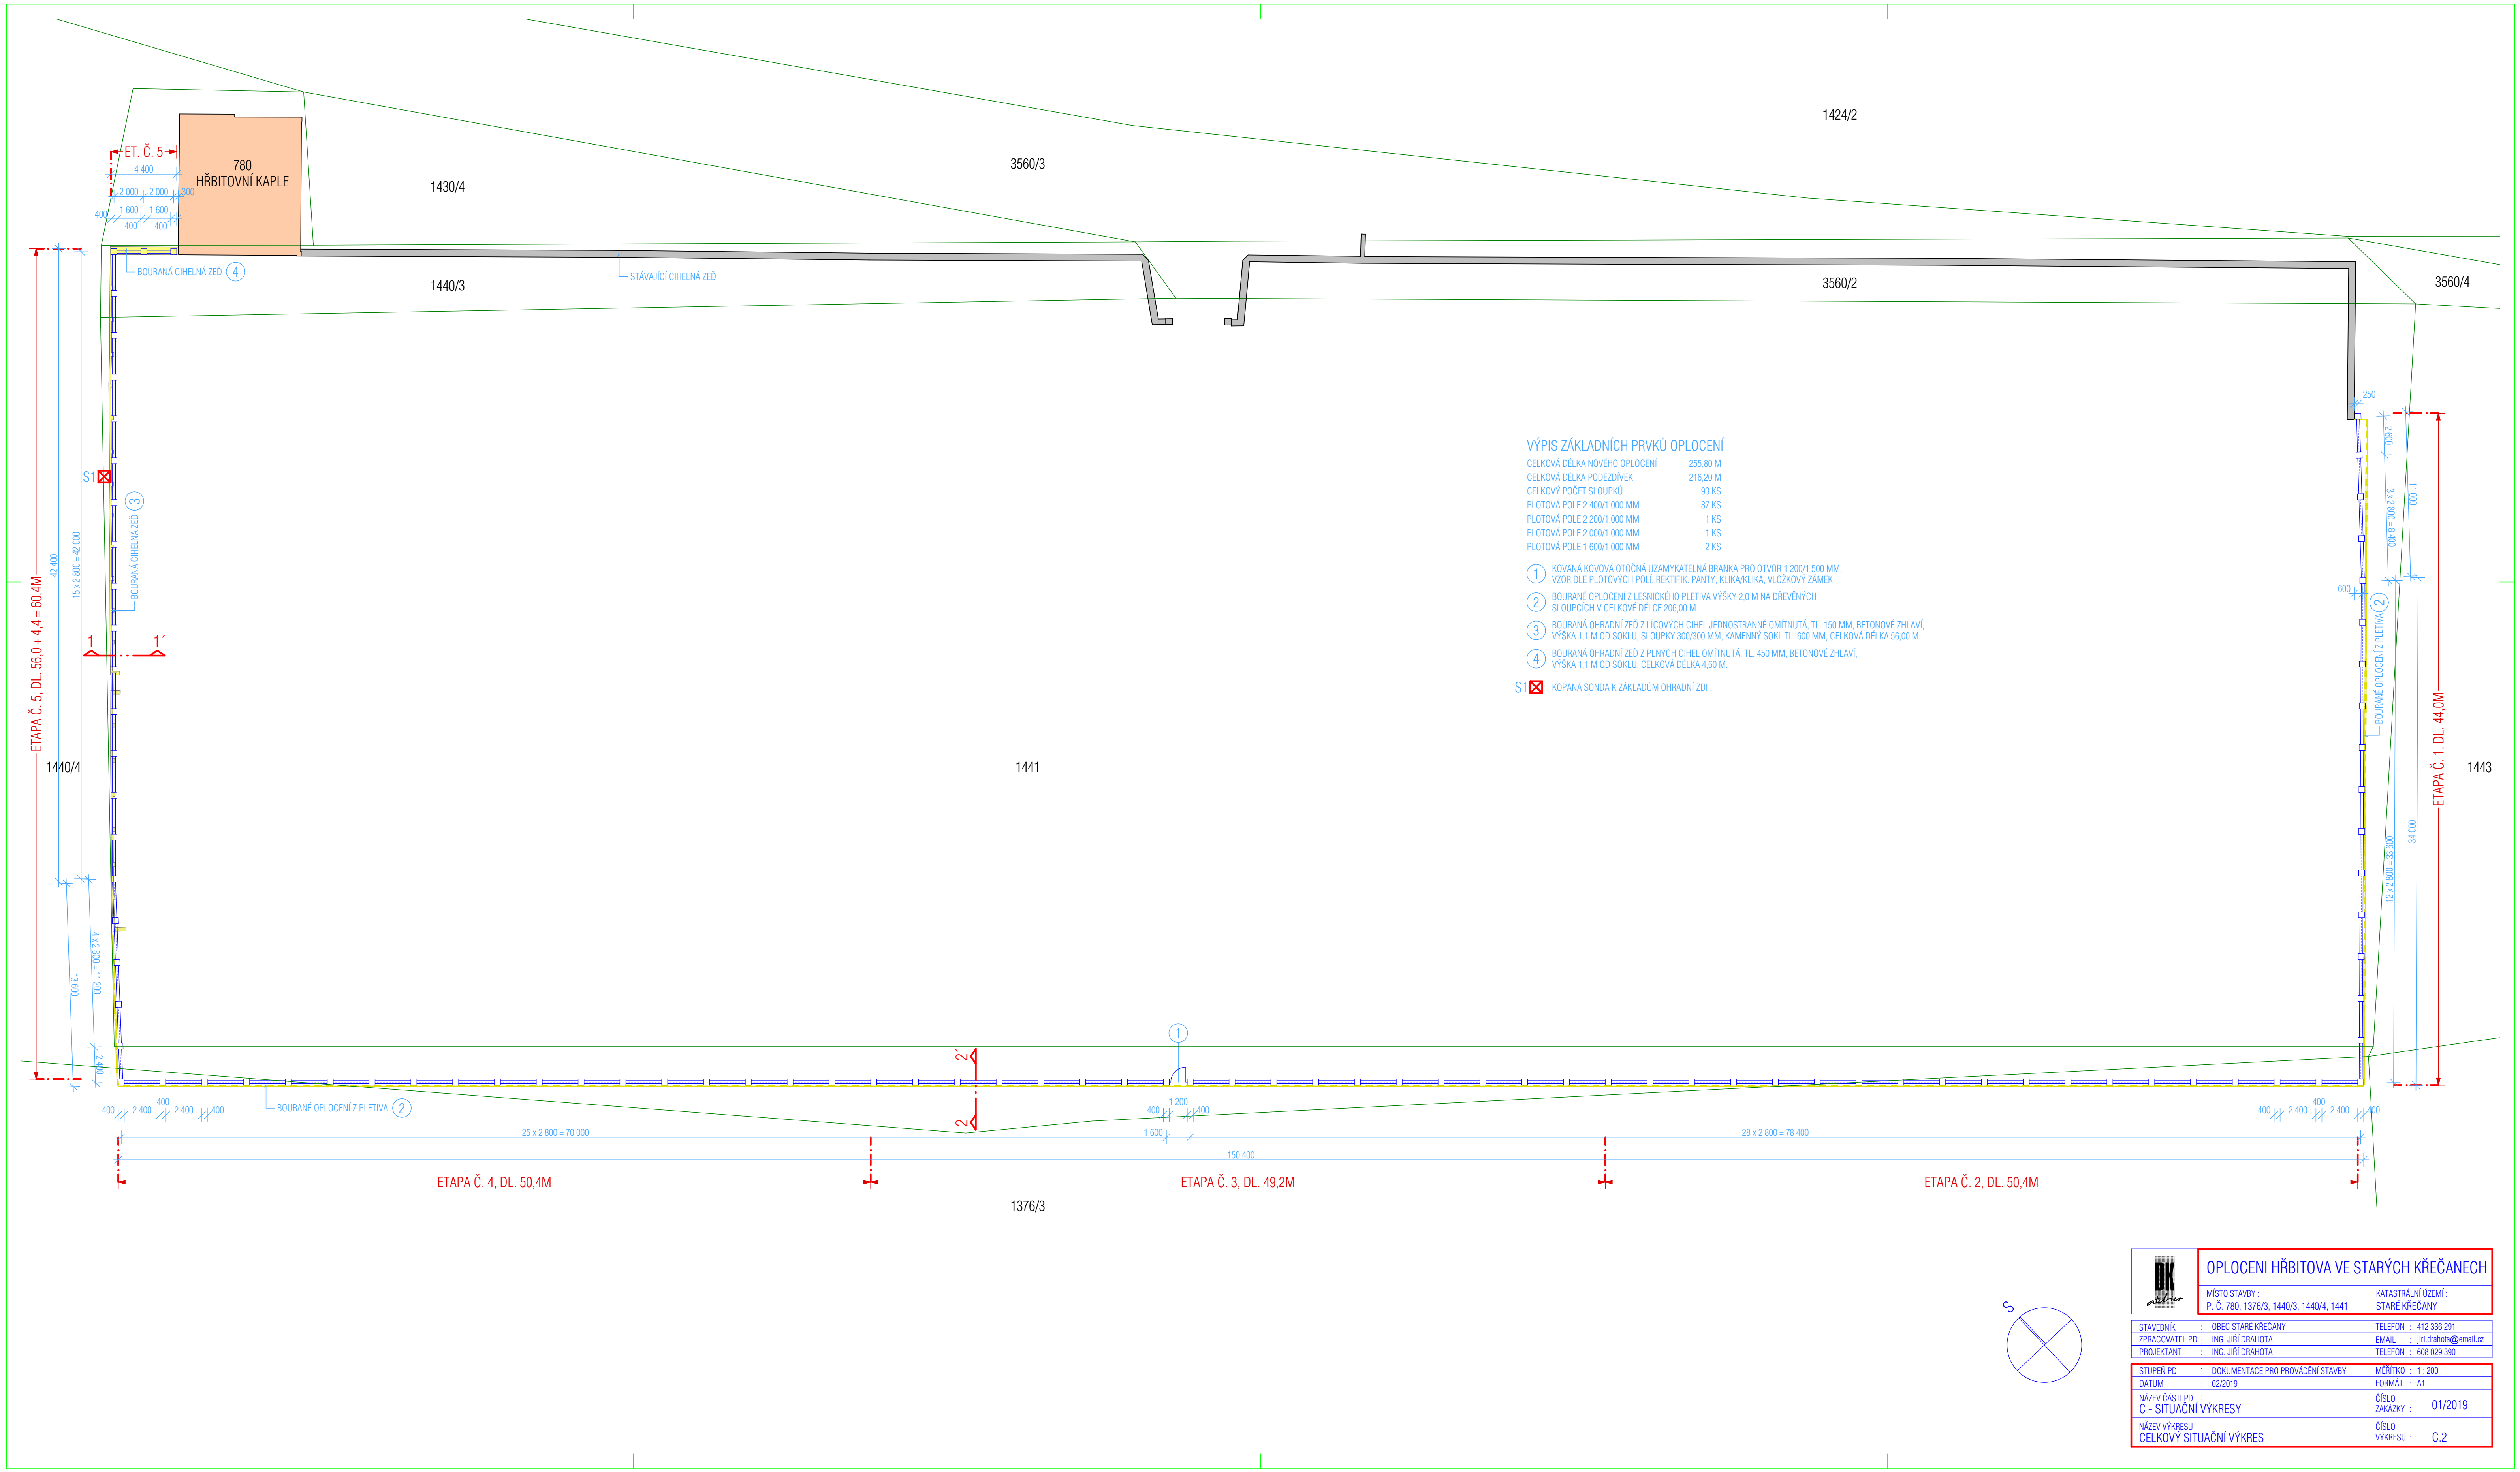 1424/2
3560/3
1430/4
780
HŘBITOVNÍ KAPLE
ET. Č. 5
4 400
2 000
2 000
300
400
1 600
1 600
400
400
BOURANÁ CIHELNÁ ZEĎ
4
STÁVAJÍCÍ CIHELNÁ ZEĎ
1440/3
3560/2
3560/4
S1
BOURANÁ CIHELNÁ ZEĎ
3
42 400
15 x 2 800 = 42 000
ETAPA Č. 5, DL. 56,0 + 4,4 = 60,4M
1
1´
1440/4
1441
1443
4 x 2 800 = 11 200
13 600
2 400
VÝPIS ZÁKLADNÍCH PRVKŮ OPLOCENÍ
CELKOVÁ DÉLKA NOVÉHO OPLOCENÍ 255,80 M
CELKOVÁ DÉLKA PODEZDÍVEK 216,20 M
CELKOVÝ POČET SLOUPKŮ 93 KS
PLOTOVÁ POLE 2 400/1 000 MM 87 KS
PLOTOVÁ POLE 2 200/1 000 MM 1 KS
PLOTOVÁ POLE 2 000/1 000 MM 1 KS
PLOTOVÁ POLE 1 600/1 000 MM 2 KS
1
KOVANÁ KOVOVÁ OTOČNÁ UZAMYKATELNÁ BRANKA PRO OTVOR 1 200/1 500 MM,
VZOR DLE PLOTOVÝCH POLÍ, REKTIFIK. PANTY, KLIKA/KLIKA, VLOŽKOVÝ ZÁMEK
2
BOURANÉ OPLOCENÍ Z LESNICKÉHO PLETIVA VÝŠKY 2,0 M NA DŘEVĚNÝCH
SLOUPCÍCH V CELKOVÉ DÉLCE 206,00 M.
3
BOURANÁ OHRADNÍ ZEĎ Z LÍCOVÝCH CIHEL JEDNOSTRANNĚ OMÍTNUTÁ, TL. 150 MM, BETONOVÉ ZHLAVÍ,
VÝŠKA 1,1 M OD SOKLU, SLOUPKY 300/300 MM, KAMENNÝ SOKL TL. 600 MM, CELKOVÁ DÉLKA 56,00 M.
4
BOURANÁ OHRADNÍ ZEĎ Z PLNÝCH CIHEL OMÍTNUTÁ, TL. 450 MM, BETONOVÉ ZHLAVÍ,
VÝŠKA 1,1 M OD SOKLU, CELKOVÁ DÉLKA 4,60 M.
S1
KOPANÁ SONDA K ZÁKLADŮM OHRADNÍ ZDI .
250
2 600
3 x 2 800 = 8 400
11 000
600
BOURANÉ OPLOCENÍ Z PLETIVA
2
ETAPA Č. 1, DL. 44,0M
34 000
12 x 2 800 = 33 600
1
2´
2
BOURANÉ OPLOCENÍ Z PLETIVA
2
400
2 400
400
2 400
400
400
1 200
400
400
2 400
400
2 400
400
25 x 2 800 = 70 000
1 600
28 x 2 800 = 78 400
150 400
ETAPA Č. 4, DL. 50,4M
ETAPA Č. 3, DL. 49,2M
ETAPA Č. 2, DL. 50,4M
1376/3
S
DK
atelier
OPLOCENI HŘBITOVA VE STARÝCH KŘEČANECH
MÍSTO STAVBY :
P. Č. 780, 1376/3, 1440/3, 1440/4, 1441
KATASTRÁLNÍ ÚZEMÍ :
STARÉ KŘEČANY
STAVEBNÍK : OBEC STARÉ KŘEČANY
TELEFON : 412 336 291
ZPRACOVATEL PD : ING. JIŘÍ DRAHOTA
EMAIL : jiri.drahota@email.cz
PROJEKTANT : ING. JIŘÍ DRAHOTA
TELEFON : 608 029 390
STUPEŇ PD : DOKUMENTACE PRO PROVÁDĚNÍ STAVBY
MĚŘÍTKO : 1 : 200
DATUM : 02/2019
FORMÁT : A1
NÁZEV ČÁSTI PD :
C - SITUAČNÍ VÝKRESY
ČÍSLO
ZAKÁZKY : 01/2019
NÁZEV VÝKRESU :
CELKOVÝ SITUAČNÍ VÝKRES
ČÍSLO
VÝKRESU : C.2